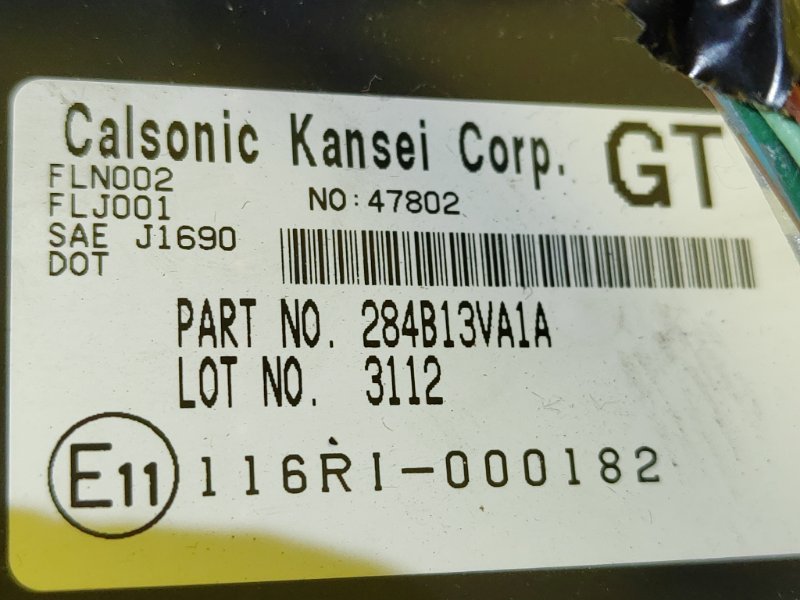 Calsonic Kansei Corp. GT
FLN002
FLJ001 NO:47802
SAE J1690
DOT
PART NO. 284B13VA1A
LOT NO. 3112
E11 116RI-000182